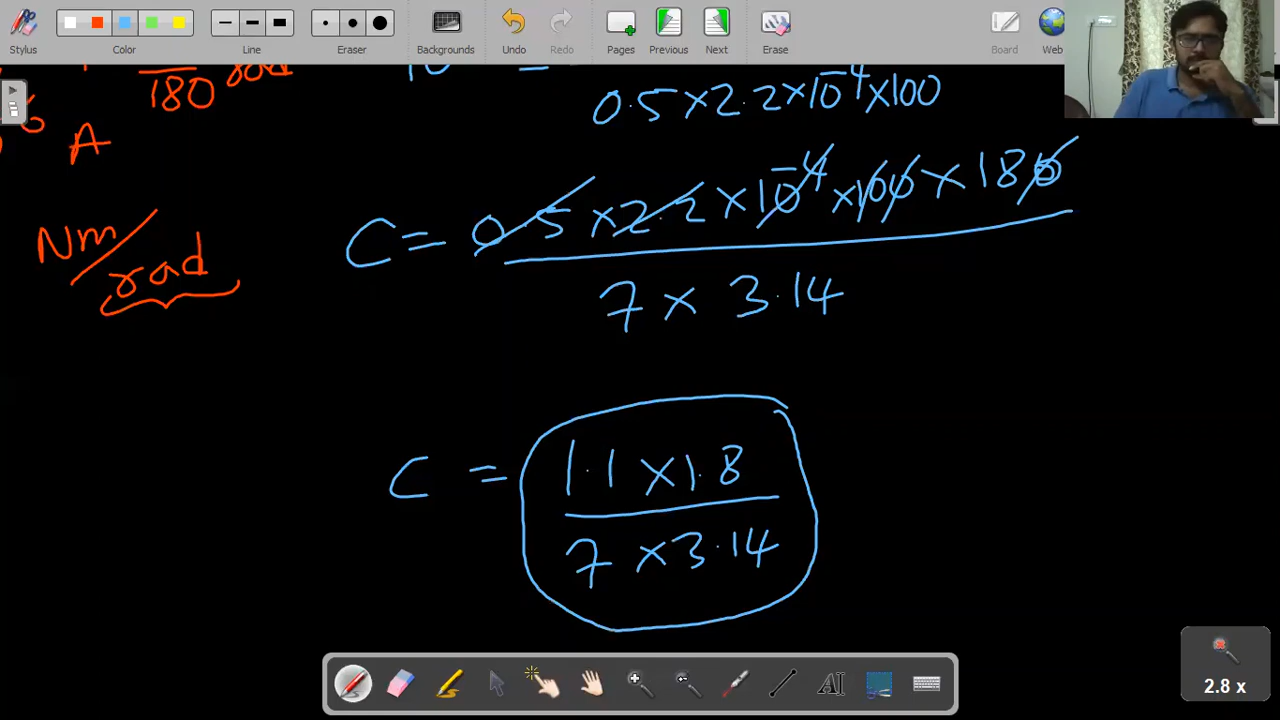 Stylus Color Line Eraser Backgrounds Undo Redo Pages Previous Next Erase Board Web
180 rad
A
0.5×2.2×10⁻⁴×100
C = 0.5×2.2×10⁻⁴×100×180
7 × 3.14
Nm/rad
C = 1.1×1.8
7×3.14
2.8 x